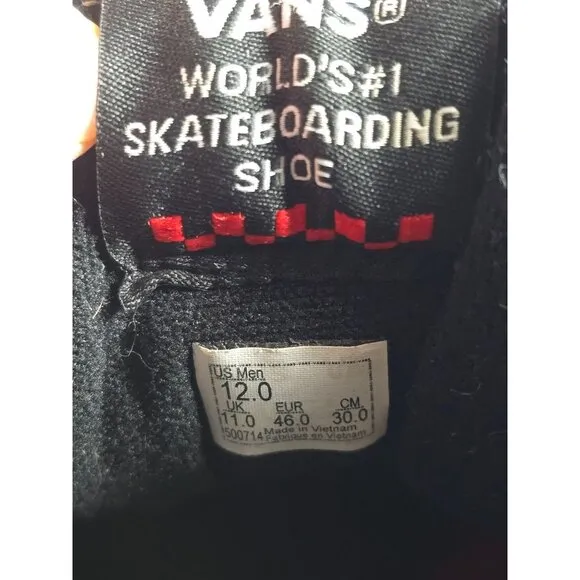 VANS®
WORLD'S #1
SKATEBOARDING
SHOE
US Men
12.0
UK. EUR CM.
11.0 46.0 30.0
500714 Made in Vietnam
Fabriqué en Vietnam